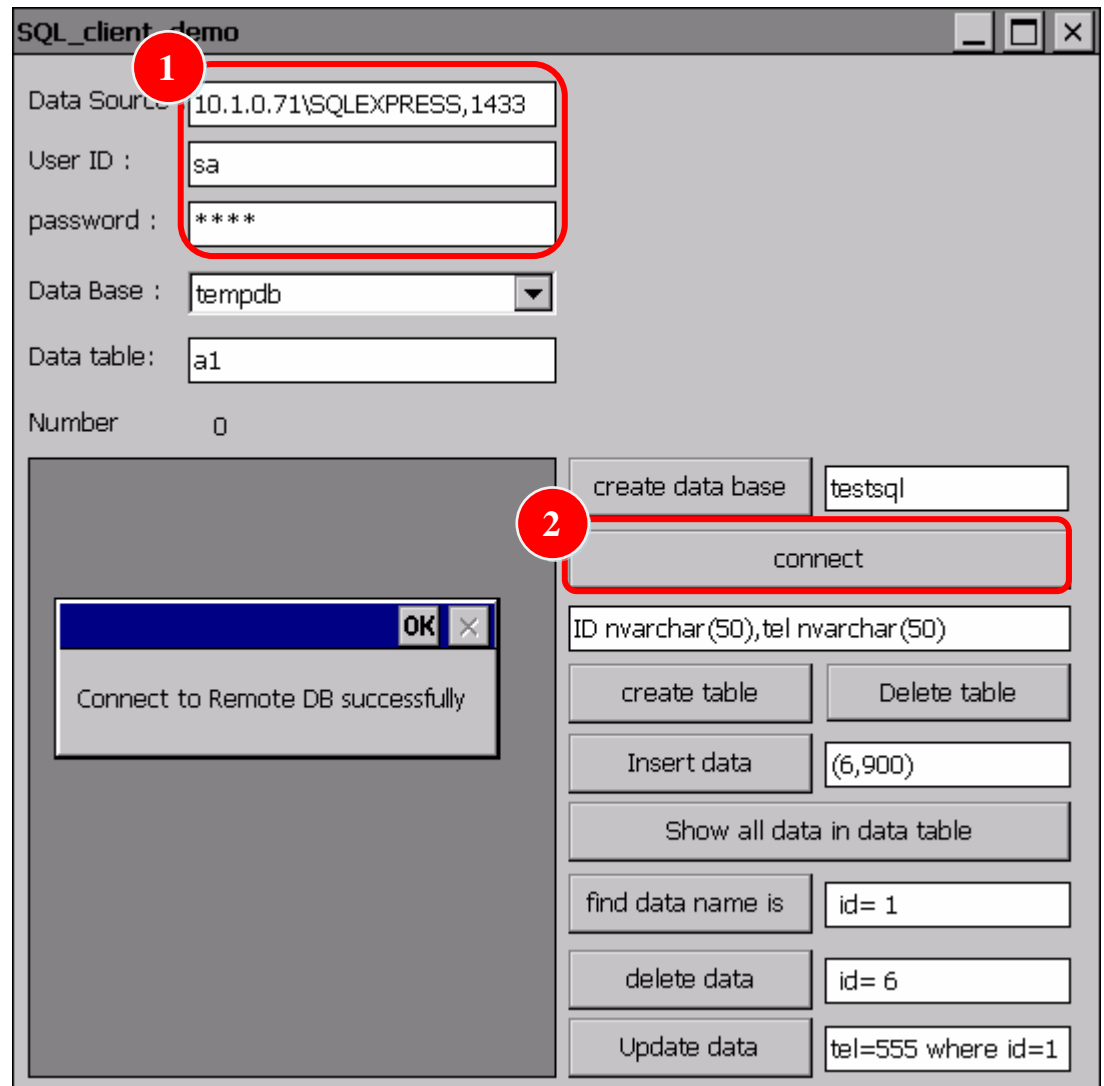 SQL_client_demo
1
Data Source
10.1.0.71\SQLEXPRESS,1433
User ID :
sa
password :
****
Data Base :
tempdb
Data table:
a1
Number
0
create data base
testsql
2
connect
OK
Connect to Remote DB successfully
ID nvarchar(50),tel nvarchar(50)
create table
Delete table
Insert data
(6,900)
Show all data in data table
find data name is
id= 1
delete data
id= 6
Update data
tel=555 where id=1